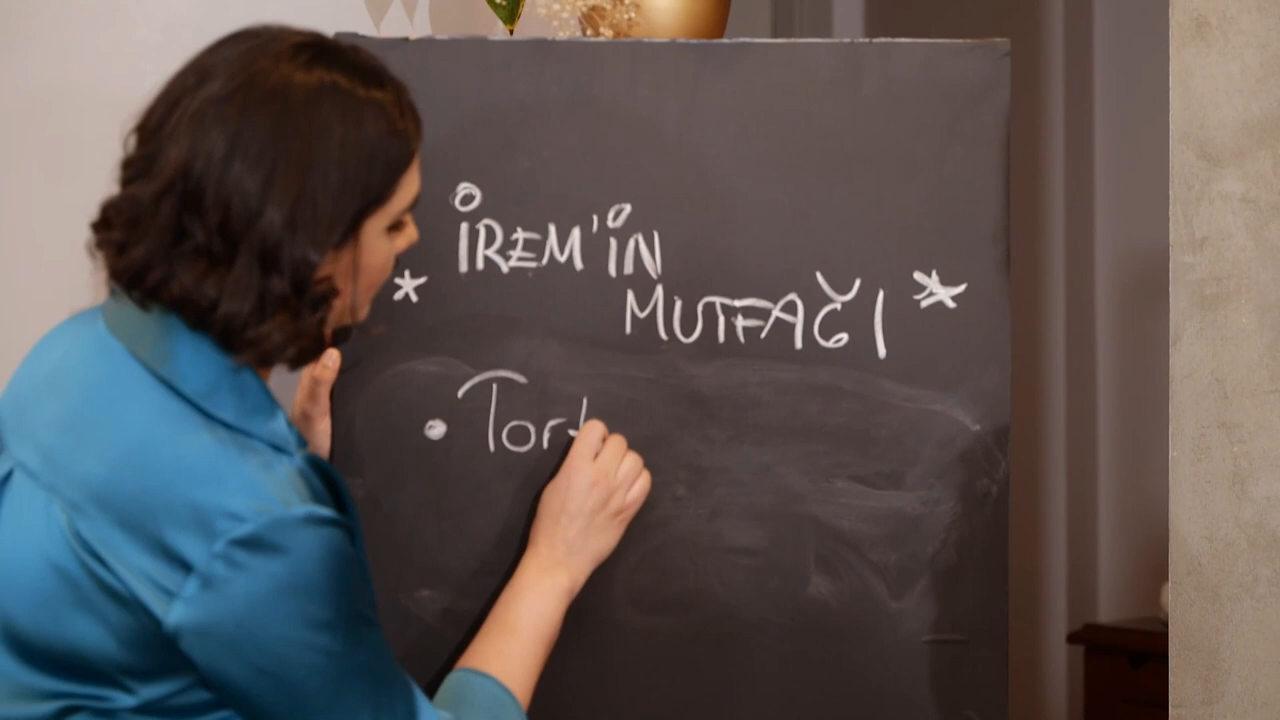 * İREM'İN
MUTFAĞI *
• Tort